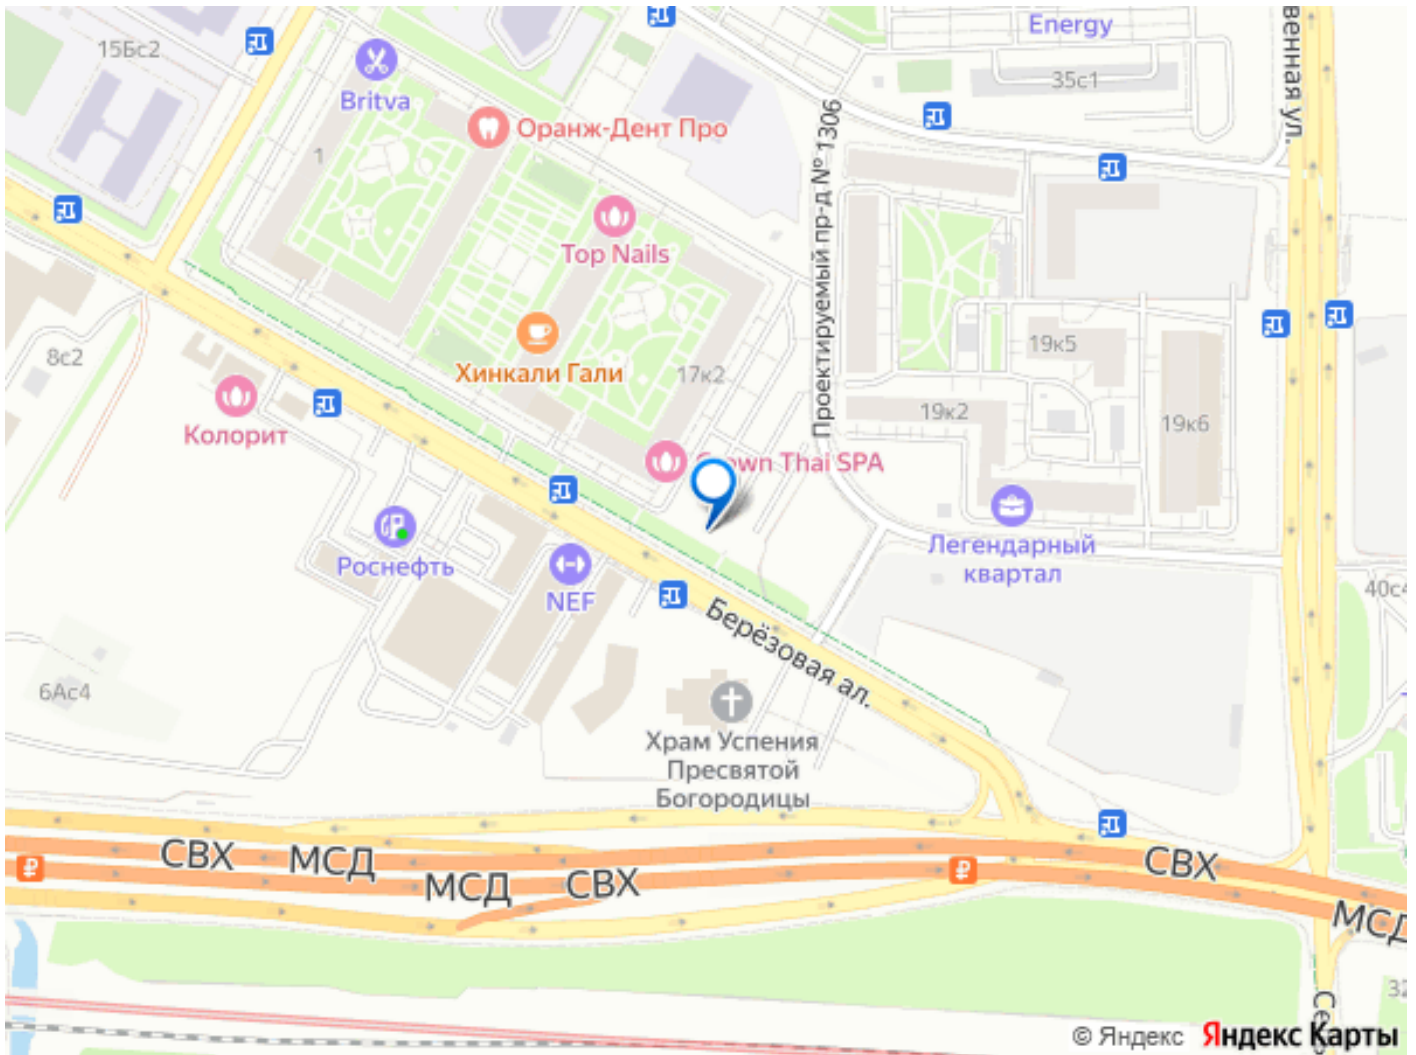 15Бс2
Britva
1
Оранж-Дент Про
Top Nails
Хинкали Гали
17к2
8с2
Колорит
Роснефть
NEF
Thai SPA
Проектируемый пр-д № 1306
Energy
35с1
венная ул.
19к5
19к2
19к6
Легендарный
квартал
Берёзовая ал.
6Ас4
Храм Успения
Пресвятой
Богородицы
СВХ
МСД
МСД
СВХ
СВХ
МСД
© Яндекс Яндекс Карты